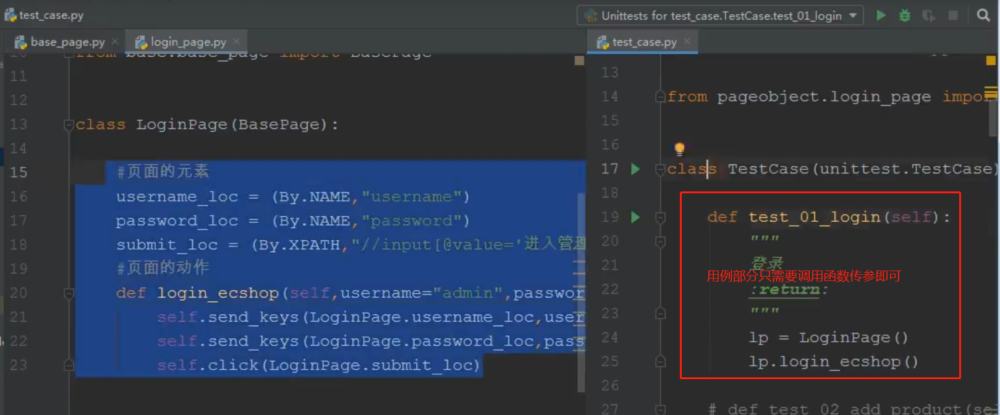 test_case.py
Unittests for test_case.TestCase.test_01_login
base_page.py
login_page.py
test_case.py
from base.base_page import BasePage
11
12
13 class LoginPage(BasePage):
14
15 #页面的元素
16 username_loc = (By.NAME,"username")
17 password_loc = (By.NAME,"password")
18 submit_loc = (By.XPATH,"//input[@value='进入管理
19 #页面的动作
20 def login_ecshop(self,username="admin",passwor
21 self.send_keys(LoginPage.username_loc,user
22 self.send_keys(LoginPage.password_loc,pass
23 self.click(LoginPage.submit_loc)
13
14 from pageobject.login_page impor
15
16
17 class TestCase(unittest.TestCase)
18
19 def test_01_login(self):
20 """
21 登录
用例部分只需要调用函数传参即可
22 :return:
23 """
24 lp = LoginPage()
25 lp.login_ecshop()
26
27 # def test_02_add_product(se